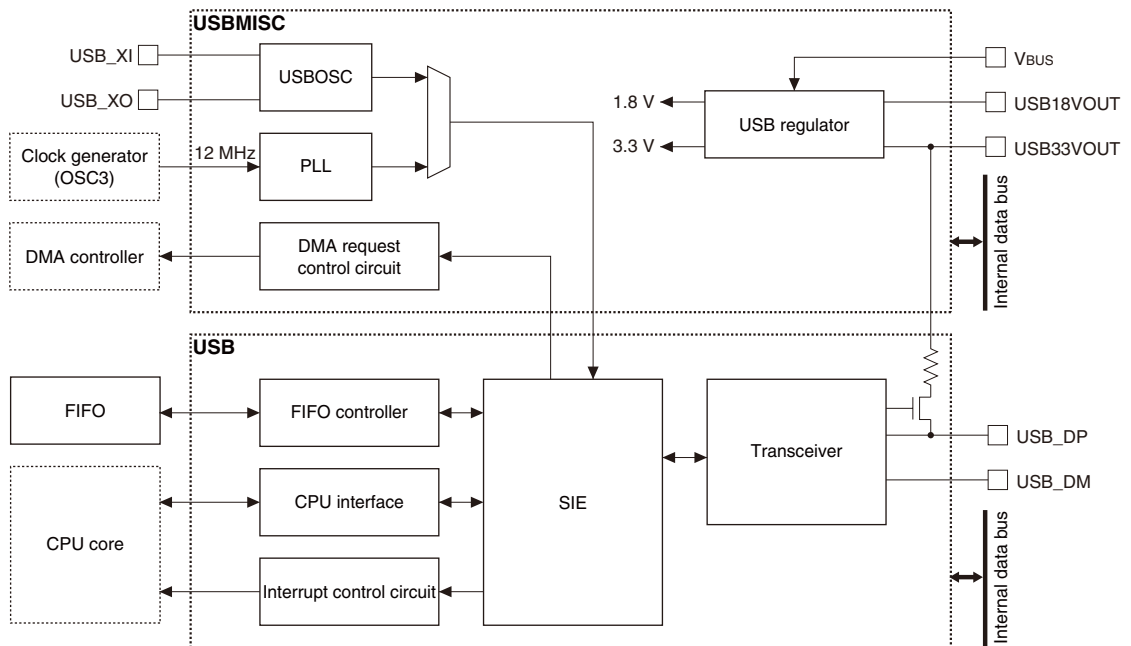 USBMISC
USB_XI
USB_XO
USBOSC
VBUS
1.8 V
USB18VOUT
USB regulator
3.3 V
USB33VOUT
Clock generator
(OSC3)
12 MHz
PLL
DMA controller
DMA request
control circuit
Internal data bus
USB
FIFO
FIFO controller
CPU core
CPU interface
Interrupt control circuit
SIE
Transceiver
USB_DP
USB_DM
Internal data bus